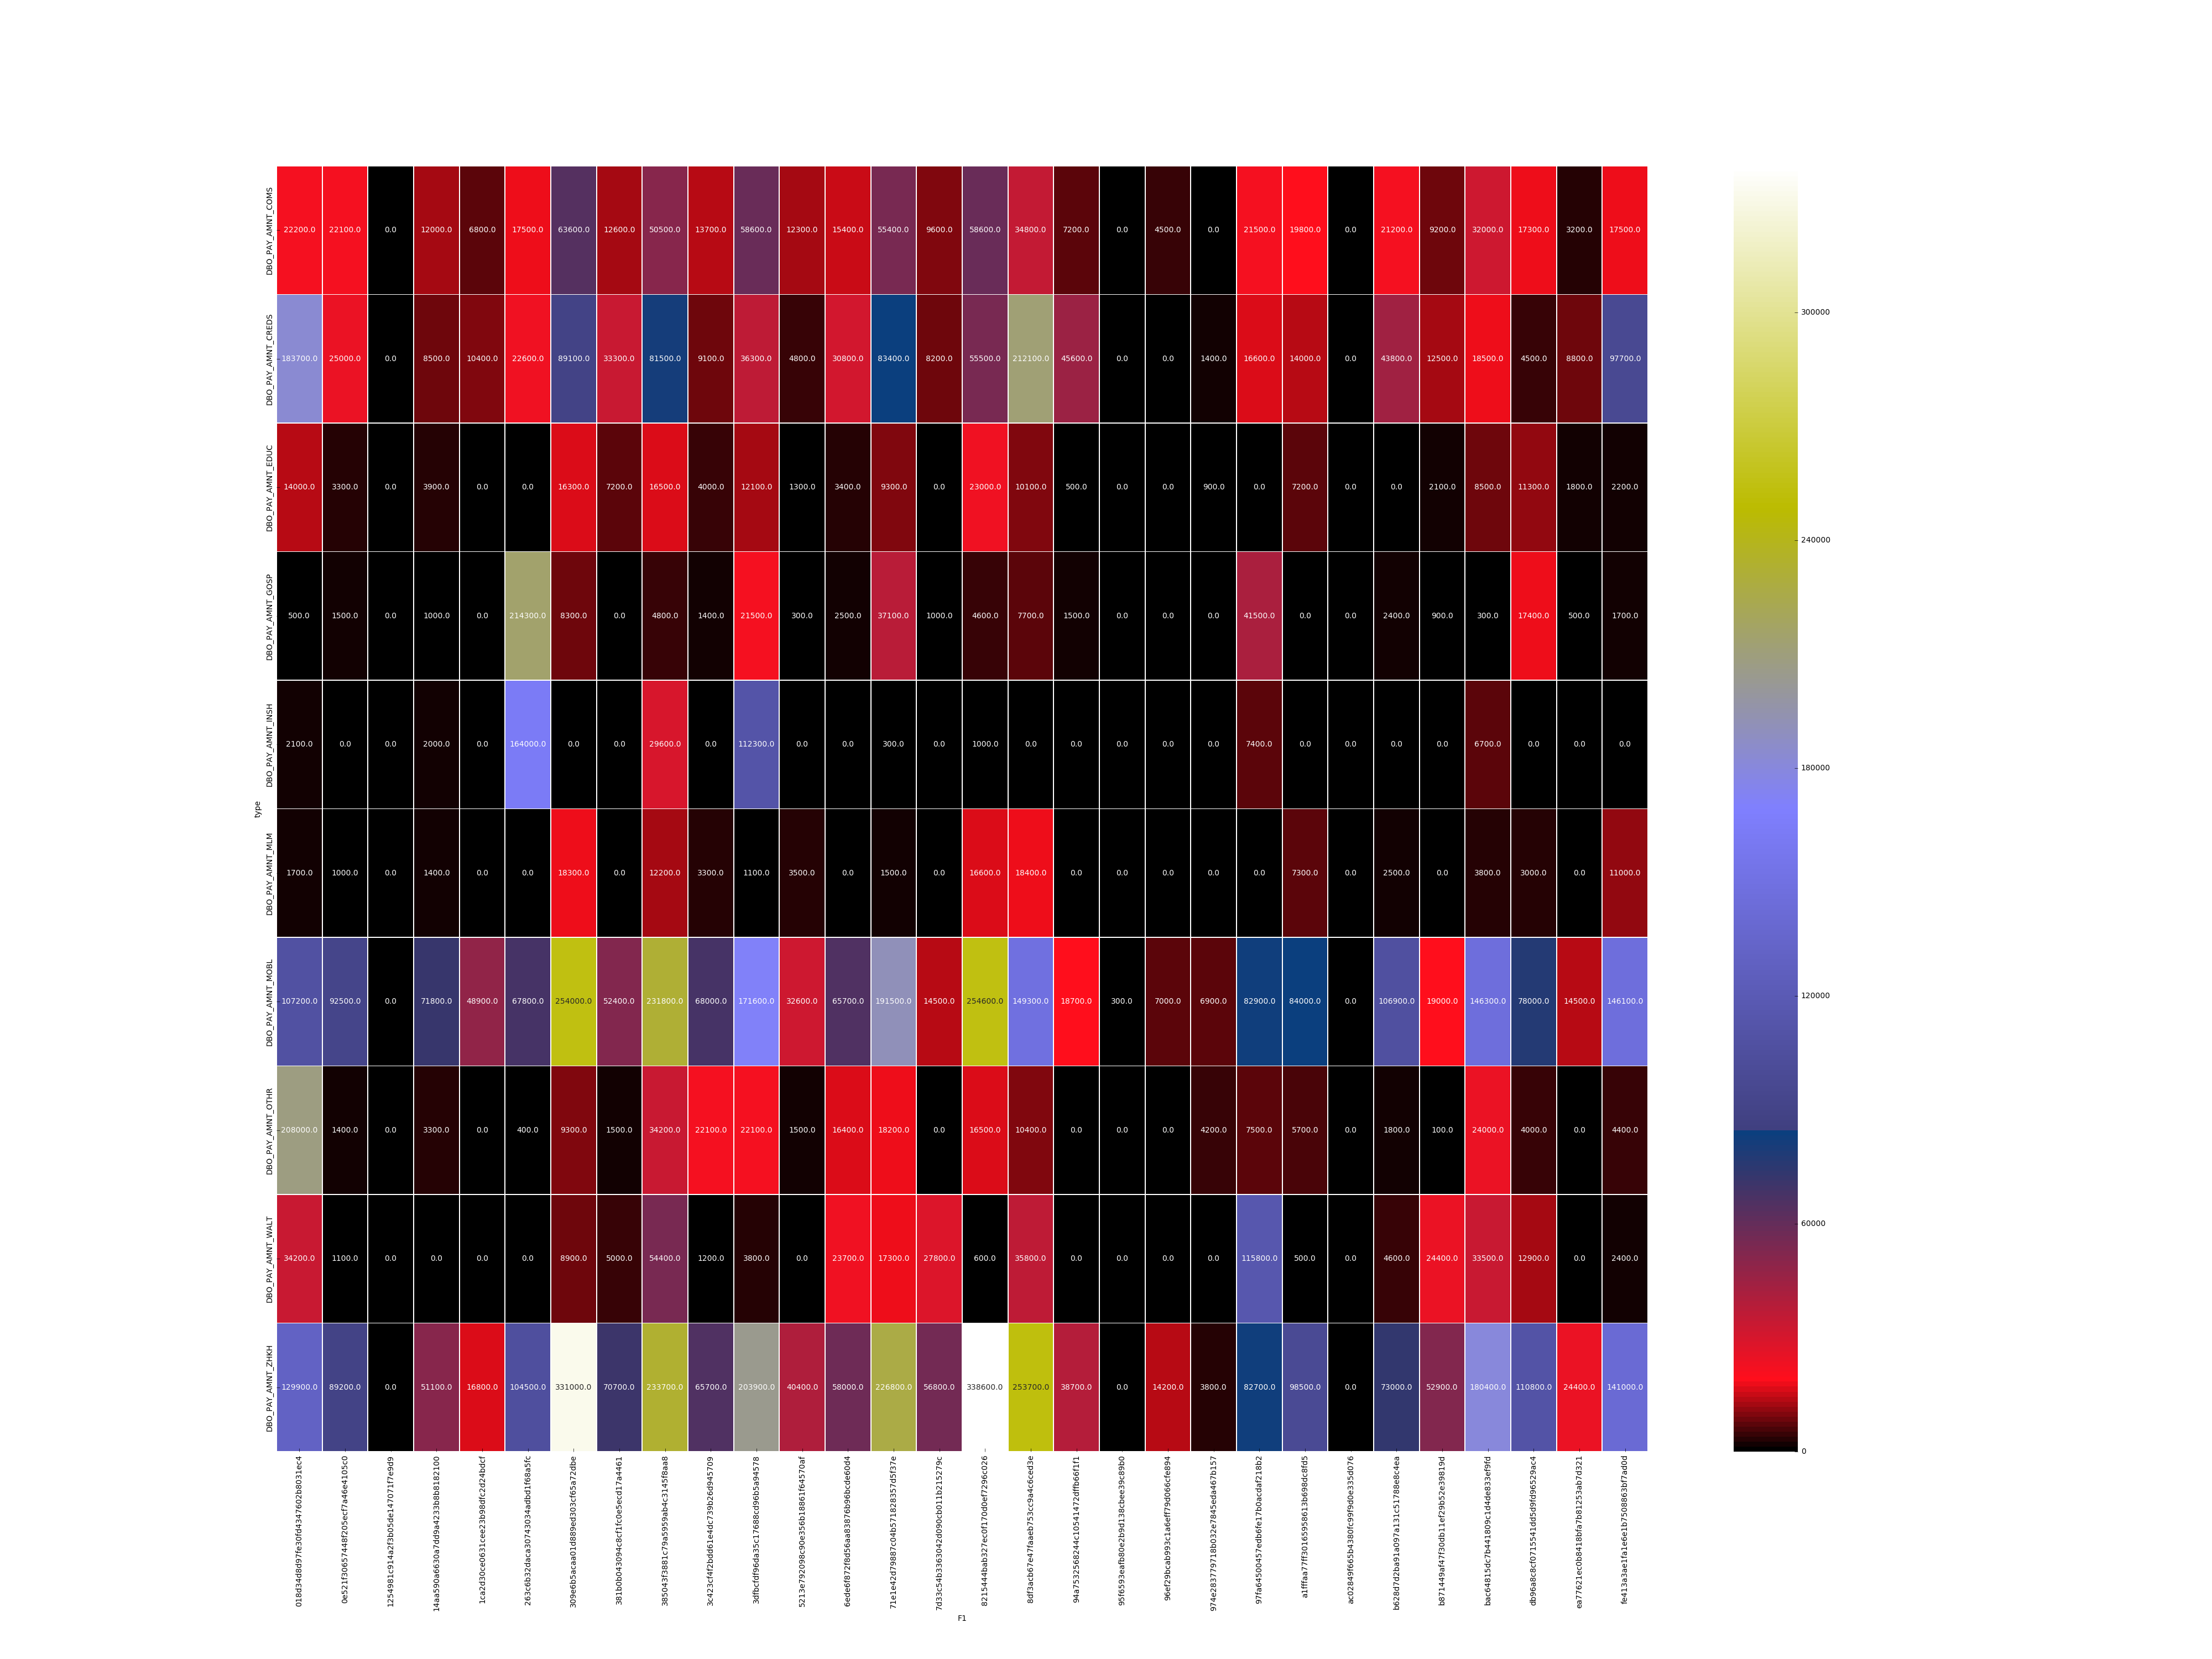 DBO_PAY_AMNT_COMS
22200.0 22100.0 0.0 12000.0 6800.0 17500.0 63600.0 12600.0 50500.0 13700.0 58600.0 12300.0 15400.0 55400.0 9600.0 58600.0 34800.0 7200.0 0.0 4500.0 0.0 21500.0 19800.0 0.0 21200.0 9200.0 32000.0 17300.0 3200.0 17500.0
DBO_PAY_AMNT_CREDS
183700.0 25000.0 0.0 8500.0 10400.0 22600.0 89100.0 33300.0 81500.0 9100.0 36300.0 4800.0 30800.0 83400.0 8200.0 55500.0 212100.0 45600.0 0.0 0.0 1400.0 16600.0 14000.0 0.0 43800.0 12500.0 18500.0 4500.0 8800.0 97700.0
DBO_PAY_AMNT_EDUC
14000.0 3300.0 0.0 3900.0 0.0 0.0 16300.0 7200.0 16500.0 4000.0 12100.0 1300.0 3400.0 9300.0 0.0 23000.0 10100.0 500.0 0.0 0.0 900.0 0.0 7200.0 0.0 0.0 2100.0 8500.0 11300.0 1800.0 2200.0
DBO_PAY_AMNT_GOSP
500.0 1500.0 0.0 1000.0 0.0 214300.0 8300.0 0.0 4800.0 1400.0 21500.0 300.0 2500.0 37100.0 1000.0 4600.0 7700.0 1500.0 0.0 0.0 0.0 41500.0 0.0 0.0 2400.0 900.0 300.0 17400.0 500.0 1700.0
DBO_PAY_AMNT_INSH
2100.0 0.0 0.0 2000.0 0.0 164000.0 0.0 0.0 29600.0 0.0 112300.0 0.0 0.0 300.0 0.0 1000.0 0.0 0.0 0.0 0.0 0.0 7400.0 0.0 0.0 0.0 0.0 6700.0 0.0 0.0 0.0
type
DBO_PAY_AMNT_MLM
1700.0 1000.0 0.0 1400.0 0.0 0.0 18300.0 0.0 12200.0 3300.0 1100.0 3500.0 0.0 1500.0 0.0 16600.0 18400.0 0.0 0.0 0.0 0.0 0.0 7300.0 0.0 2500.0 0.0 3800.0 3000.0 0.0 11000.0
DBO_PAY_AMNT_MOBL
107200.0 92500.0 0.0 71800.0 48900.0 67800.0 254000.0 52400.0 231800.0 68000.0 171600.0 32600.0 65700.0 191500.0 14500.0 254600.0 149300.0 18700.0 300.0 7000.0 6900.0 82900.0 84000.0 0.0 106900.0 19000.0 146300.0 78000.0 14500.0 146100.0
DBO_PAY_AMNT_OTHR
208000.0 1400.0 0.0 3300.0 0.0 400.0 9300.0 1500.0 34200.0 22100.0 22100.0 1500.0 16400.0 18200.0 0.0 16500.0 10400.0 0.0 0.0 0.0 4200.0 7500.0 5700.0 0.0 1800.0 100.0 24000.0 4000.0 0.0 4400.0
DBO_PAY_AMNT_WALT
34200.0 1100.0 0.0 0.0 0.0 0.0 8900.0 5000.0 54400.0 1200.0 3800.0 0.0 23700.0 17300.0 27800.0 600.0 35800.0 0.0 0.0 0.0 0.0 115800.0 500.0 0.0 4600.0 24400.0 33500.0 12900.0 0.0 2400.0
DBO_PAY_AMNT_ZHKH
129900.0 89200.0 0.0 51100.0 16800.0 104500.0 331000.0 70700.0 233700.0 65700.0 203900.0 40400.0 58000.0 226800.0 56800.0 338600.0 253700.0 38700.0 0.0 14200.0 3800.0 82700.0 98500.0 0.0 73000.0 52900.0 180400.0 110800.0 24400.0 141000.0
018d34d8d97fe30fd4347602b8031ec4
0e521f30657448f205ecf7a46e4105c0
1254981c914a2f3b05de147071f7e9d9
14aa590a6630a7dd9a4233b8b8182100
1ca2d30ce0631cee23b98dfc2d24bdcf
263c6b32daca30743034adbd1f68a5fc
309e6b5acaa01d889ed303cf65a72dbe
381b0b043094c8cf1fc0e5ecd17a4461
385043f3881c79a5959ab4c3145f8aa8
3c423cf4f2bdd61e4dc739b26d945709
3dfbcfdf96da35c17688cd96b5a94578
5213e792098c90e356b18861f64570af
6ede6f872f8d56aa83876b96bcde60d4
71e1e42d79887c04b571828357d5f37e
7d33c54b3363042d090cb011b215279c
8215444bab327ec0f170d0ef7296c026
8df3acb67e47faaeb753cc9a4c6ced3e
94a7532568244c10541472dffb66f1f1
95f6593eafb80e2b9d138cbee39c89b0
96ef29bcab993c1a6eff79d066cfe894
974e283779718b032e7845eda467b157
97fa64500457edb6fe17b0acdaf218b2
a1fffaa77ff30165958613b698dc8fd5
ac02849f665b4380fc99f9d0e335d076
b628d7d2ba91a097a131c51788e8c4ea
b871449af47f30db11ef29b52e39819d
bac64815dc7b441809c1d4de833ef9fd
db96a8c8cf0715541dd5d9fd96529ac4
ea77621ec0b8418bfa7b81253ab7d321
fe413a3ae1fa1e6e1b7508863bf7ad0d
F1
300000
240000
180000
120000
60000
0